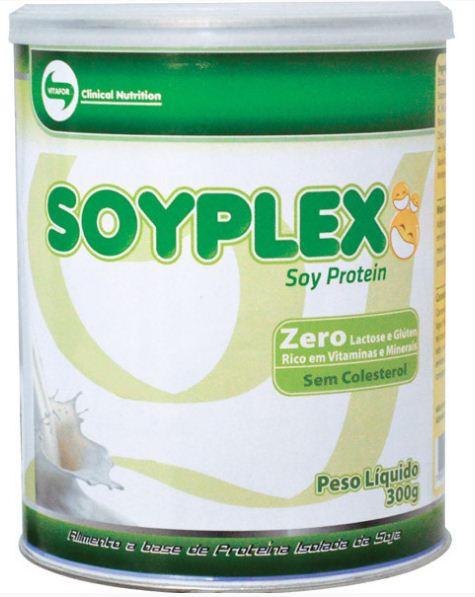 VITAFOR
Clinical Nutrition
SOYPLEX
Soy Protein
Zero Lactose e Glúten
Rico em Vitaminas e Minerais
Sem Colesterol
Peso Líquido
300g
Alimento a base de Proteína Isolada da Soja